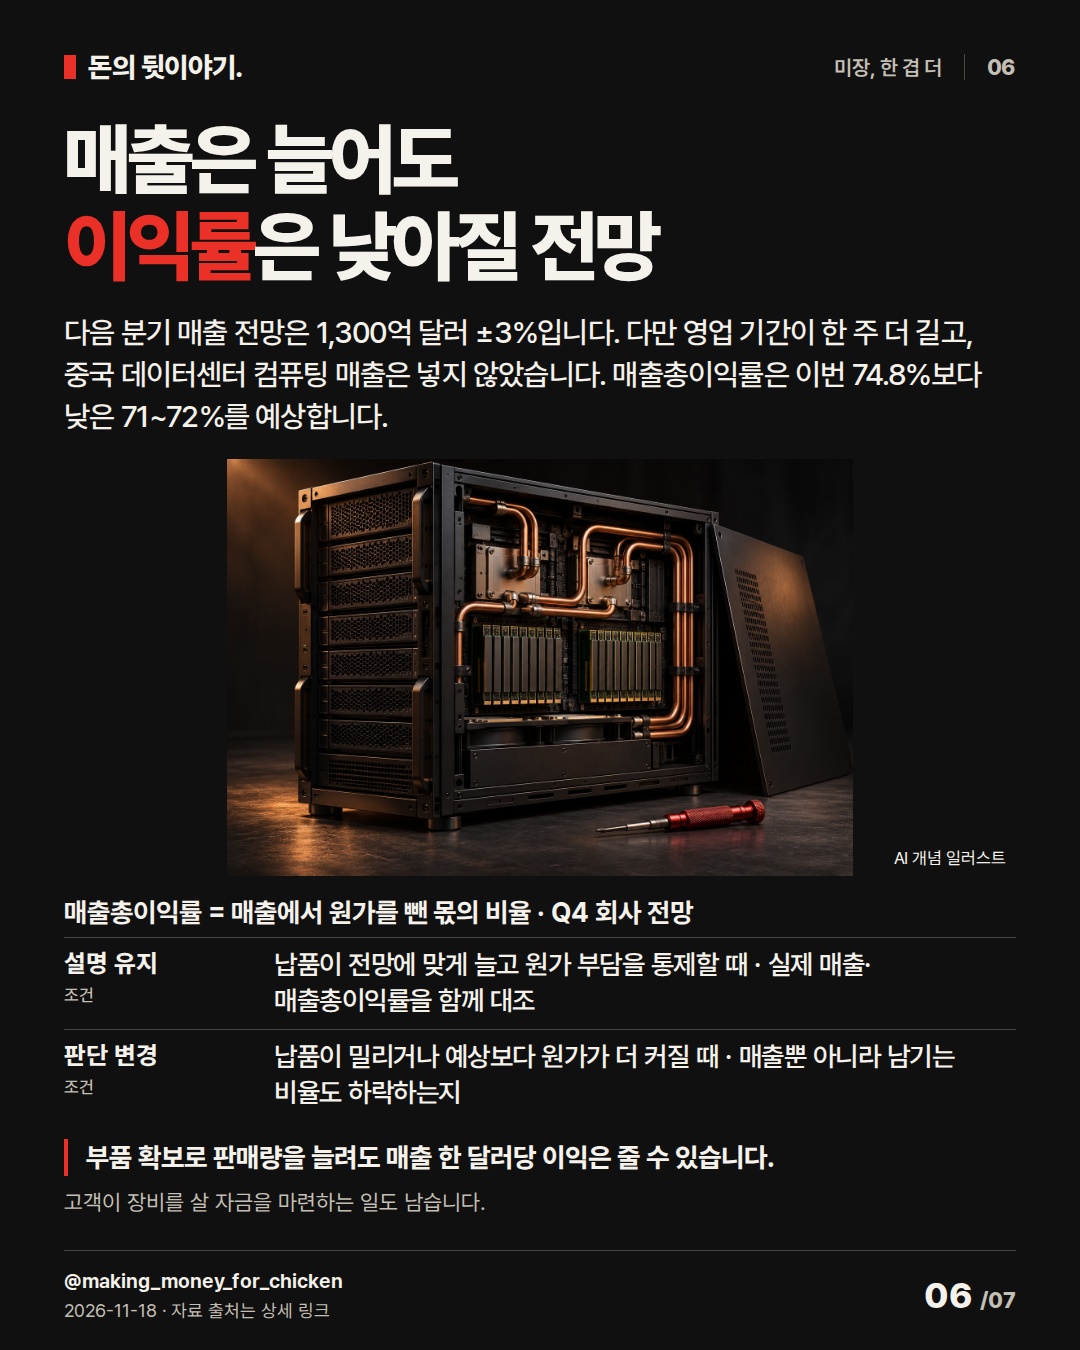 돈의 뒷이야기.
미장, 한 겹 더
06
매출은 늘어도
이익률은 낮아질 전망
다음 분기 매출 전망은 1,300억 달러 ±3%입니다. 다만 영업 기간이 한 주 더 길고,
중국 데이터센터 컴퓨팅 매출은 넣지 않았습니다. 매출총이익률은 이번 74.8%보다
낮은 71~72%를 예상합니다.
AI 개념 일러스트
매출총이익률 = 매출에서 원가를 뺀 몫의 비율 · Q4 회사 전망
설명 유지
조건
납품이 전망에 맞게 늘고 원가 부담을 통제할 때 · 실제 매출·
매출총이익률을 함께 대조
판단 변경
조건
납품이 밀리거나 예상보다 원가가 더 커질 때 · 매출뿐 아니라 남기는
비율도 하락하는지
부품 확보로 판매량을 늘려도 매출 한 달러당 이익은 줄 수 있습니다.
고객이 장비를 살 자금을 마련하는 일도 남습니다.
@making_money_for_chicken
2026-11-18 · 자료 출처는 상세 링크
06 /07